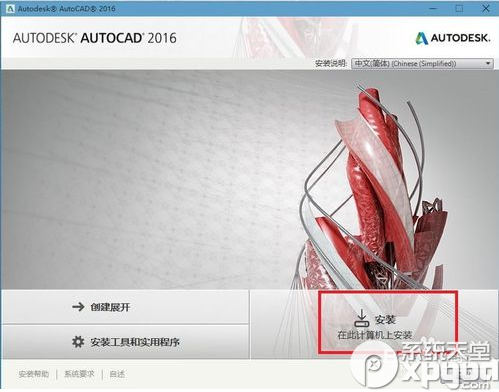 Autodesk® AutoCAD® 2016
AUTODESK® AUTOCAD® 2016
AUTODESK.
安装说明: 中文(简体) (Chinese (Simplified))
创建展开
安装
在此计算机上安装
安装工具和实用程序
系统天堂
安装帮助 系统要求 自述